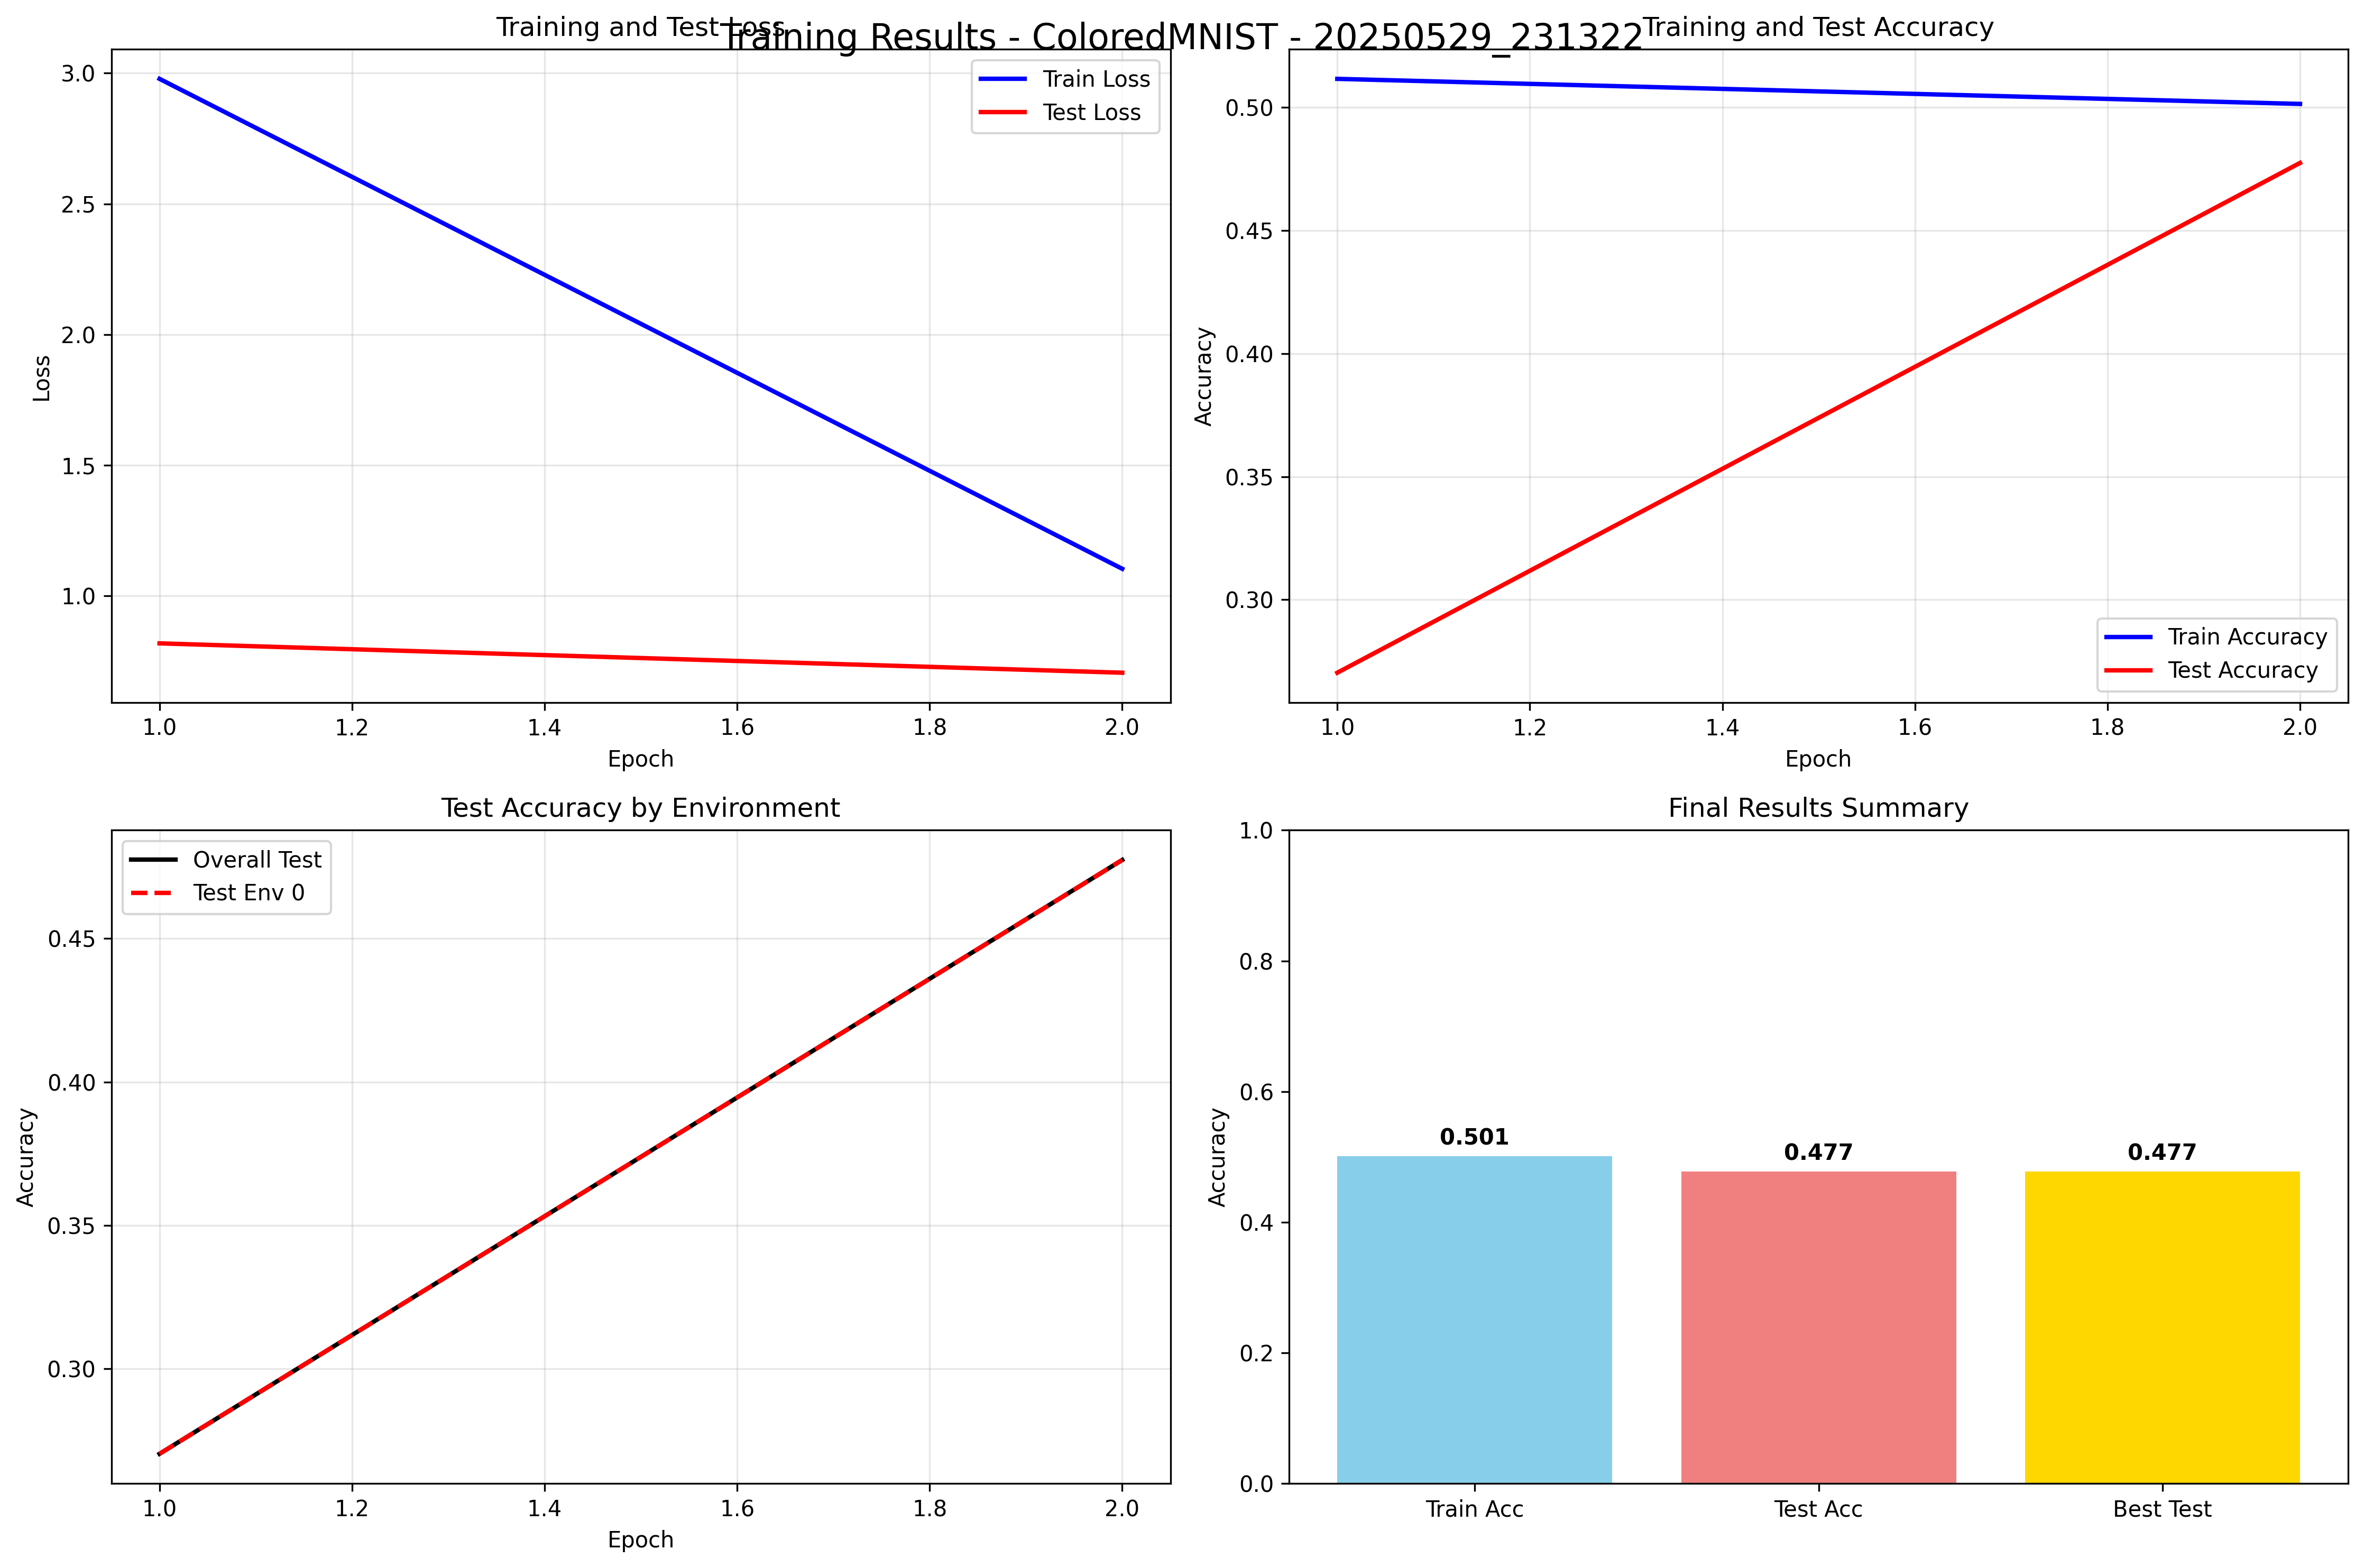 Training Results - ColoredMNIST - 20250529_231322
Training and Test Loss
3.0
2.5
2.0
1.5
1.0
Loss
Train Loss
Test Loss
1.0 1.2 1.4 1.6 1.8 2.0
Epoch
Training and Test Accuracy
0.50
0.45
0.40
0.35
0.30
Accuracy
Train Accuracy
Test Accuracy
1.0 1.2 1.4 1.6 1.8 2.0
Epoch
Test Accuracy by Environment
Overall Test
Test Env 0
0.45
0.40
0.35
0.30
Accuracy
1.0 1.2 1.4 1.6 1.8 2.0
Epoch
Final Results Summary
1.0
0.8
0.6
0.4
0.2
0.0
Accuracy
0.501 0.477 0.477
Train Acc Test Acc Best Test